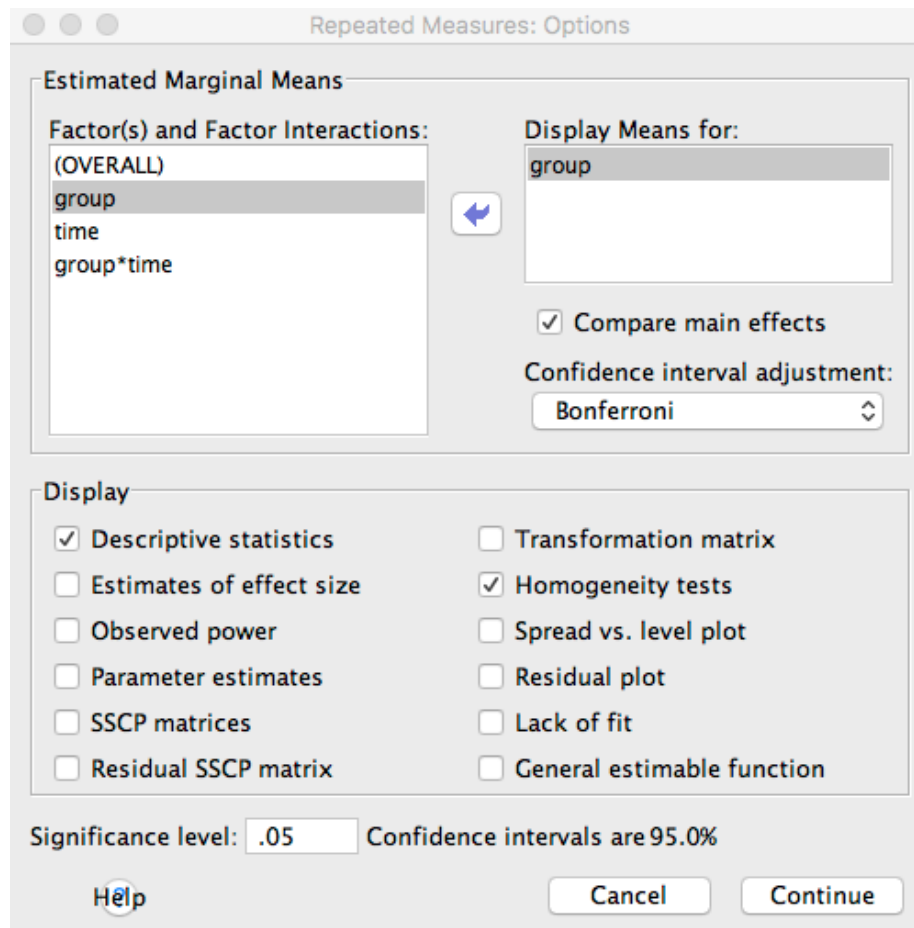 Repeated Measures: Options
Estimated Marginal Means
Factor(s) and Factor Interactions:
(OVERALL)
group
time
group*time
Display Means for:
group
Compare main effects
Confidence interval adjustment:
Bonferroni
Display
Descriptive statistics
Estimates of effect size
Observed power
Parameter estimates
SSCP matrices
Residual SSCP matrix
Transformation matrix
Homogeneity tests
Spread vs. level plot
Residual plot
Lack of fit
General estimable function
Significance level: .05 Confidence intervals are 95.0%
Help Cancel Continue